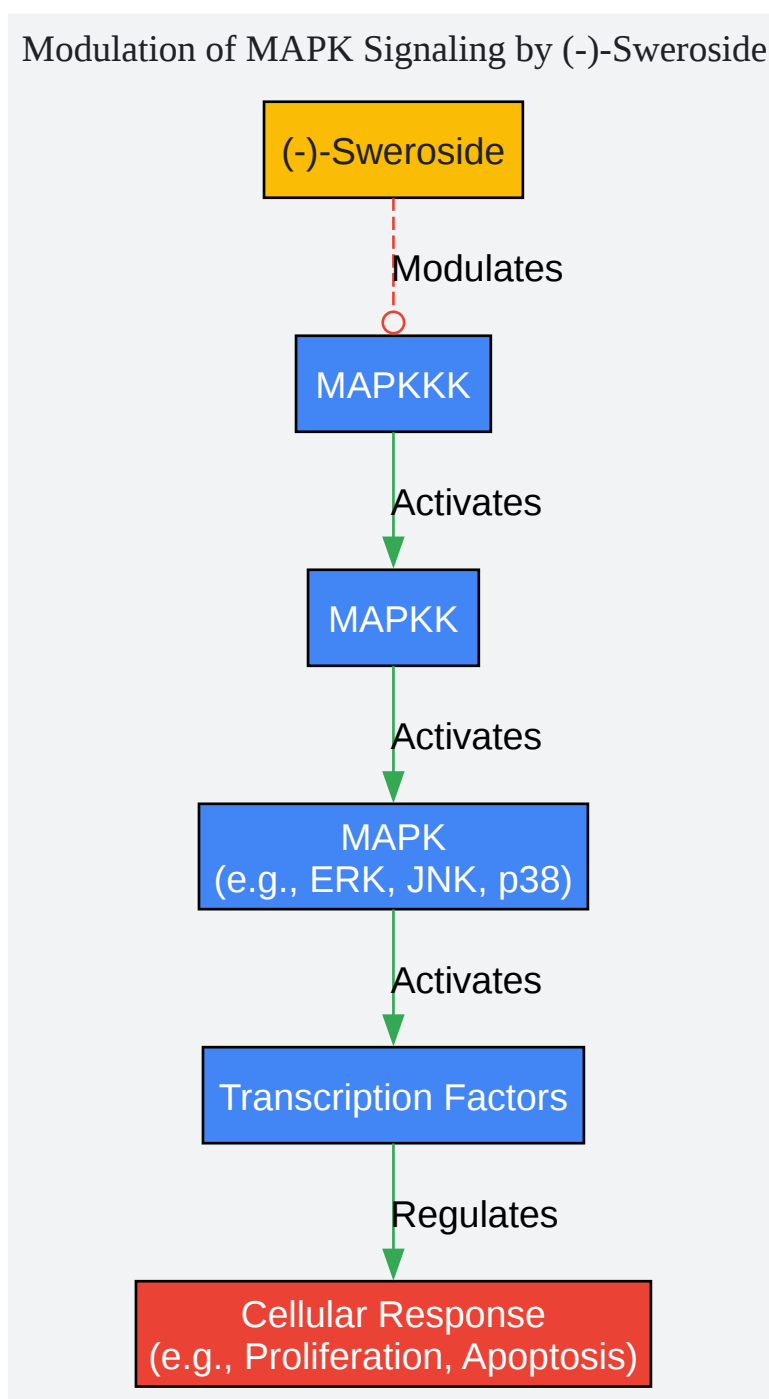 Modulation of MAPK Signaling by (-)-Sweroside
(-)-Sweroside
Modulates
MAPKKK
Activates
MAPKK
Activates
MAPK
(e.g., ERK, JNK, p38)
Activates
Transcription Factors
Regulates
Cellular Response
(e.g., Proliferation, Apoptosis)